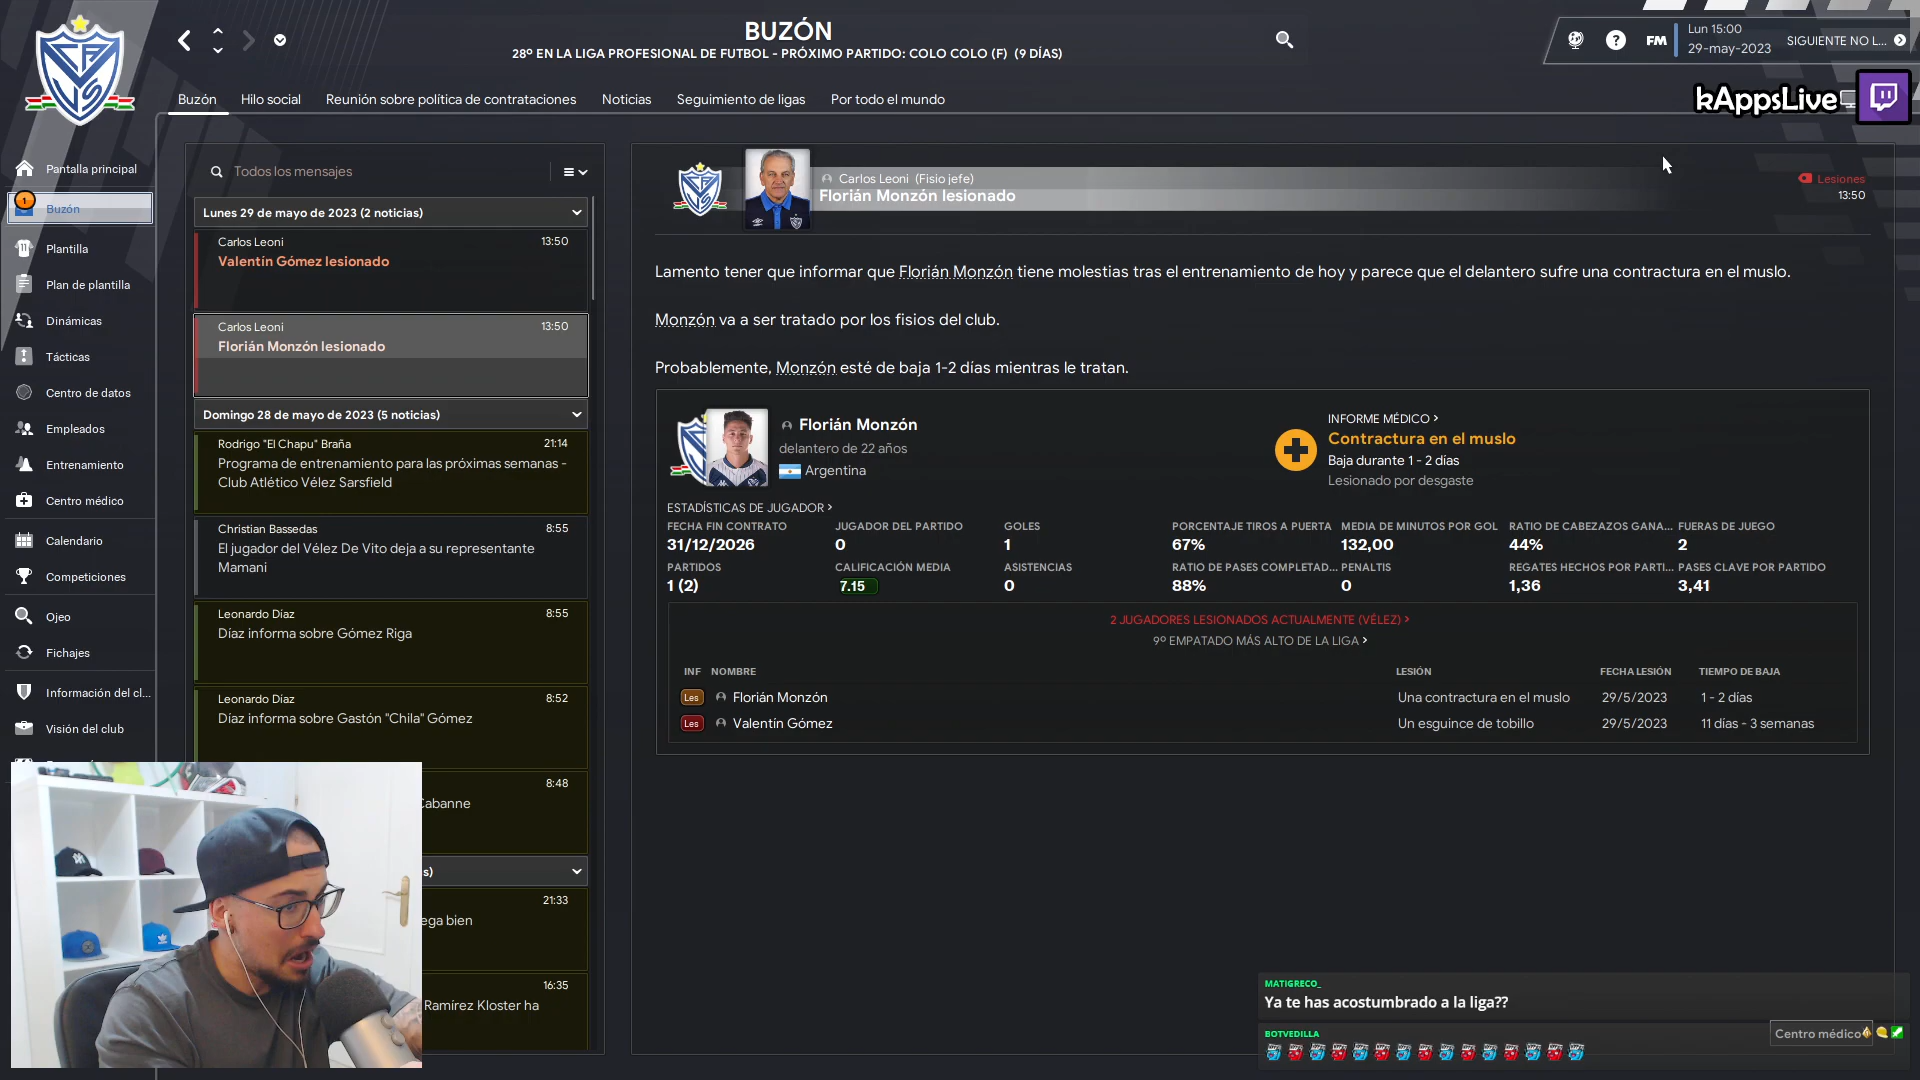 BUZÓN
28º EN LA LIGA PROFESIONAL DE FUTBOL - PRÓXIMO PARTIDO: COLO COLO (F) (9 DÍAS)
FM
Lun 15:00
29-may-2023
SIGUIENTE NO L...
kAppsLive
Buzón
Hilo social
Reunión sobre política de contrataciones
Noticias
Seguimiento de ligas
Por todo el mundo
Pantalla principal
1
Buzón
Plantilla
Plan de plantilla
Dinámicas
Tácticas
Centro de datos
Empleados
Entrenamiento
Centro médico
Calendario
Competiciones
Ojeo
Fichajes
Información del cl...
Visión del club
Todos los mensajes
Lunes 29 de mayo de 2023 (2 noticias)
Carlos Leoni 13:50
Valentín Gómez lesionado
Carlos Leoni 13:50
Florián Monzón lesionado
Domingo 28 de mayo de 2023 (5 noticias)
Rodrigo "El Chapu" Braña 21:14
Programa de entrenamiento para las próximas semanas -
Club Atlético Vélez Sarsfield
Christian Bassedas 8:55
El jugador del Vélez De Vito deja a su representante
Mamani
Leonardo Díaz 8:55
Díaz informa sobre Gómez Riga
Leonardo Díaz 8:52
Díaz informa sobre Gastón "Chila" Gómez
8:48
Cabanne
s)
21:33
ega bien
16:35
Ramírez Kloster ha
Carlos Leoni (Fisio jefe)
Florián Monzón lesionado
Lesiones
13:50
Lamento tener que informar que Florián Monzón tiene molestias tras el entrenamiento de hoy y parece que el delantero sufre una contractura en el muslo.
Monzón va a ser tratado por los fisios del club.
Probablemente, Monzón esté de baja 1-2 días mientras le tratan.
Florián Monzón
delantero de 22 años
Argentina
INFORME MÉDICO >
Contractura en el muslo
Baja durante 1 - 2 días
Lesionado por desgaste
ESTADÍSTICAS DE JUGADOR >
FECHA FIN CONTRATO JUGADOR DEL PARTIDO GOLES PORCENTAJE TIROS A PUERTA MEDIA DE MINUTOS POR GOL RATIO DE CABEZAZOS GANA... FUERAS DE JUEGO
31/12/2026 0 1 67% 132,00 44% 2
PARTIDOS CALIFICACIÓN MEDIA ASISTENCIAS RATIO DE PASES COMPLETAD... PENALTIS REGATES HECHOS POR PARTI... PASES CLAVE POR PARTIDO
1 (2) 7.15 0 88% 0 1,36 3,41
2 JUGADORES LESIONADOS ACTUALMENTE (VÉLEZ) >
9º EMPATADO MÁS ALTO DE LA LIGA >
INF NOMBRE LESIÓN FECHA LESIÓN TIEMPO DE BAJA
Les Florián Monzón Una contractura en el muslo 29/5/2023 1 - 2 días
Les Valentín Gómez Un esguince de tobillo 29/5/2023 11 días - 3 semanas
MATIGRECO_
Ya te has acostumbrado a la liga??
BOTVEDILLA
Centro médico